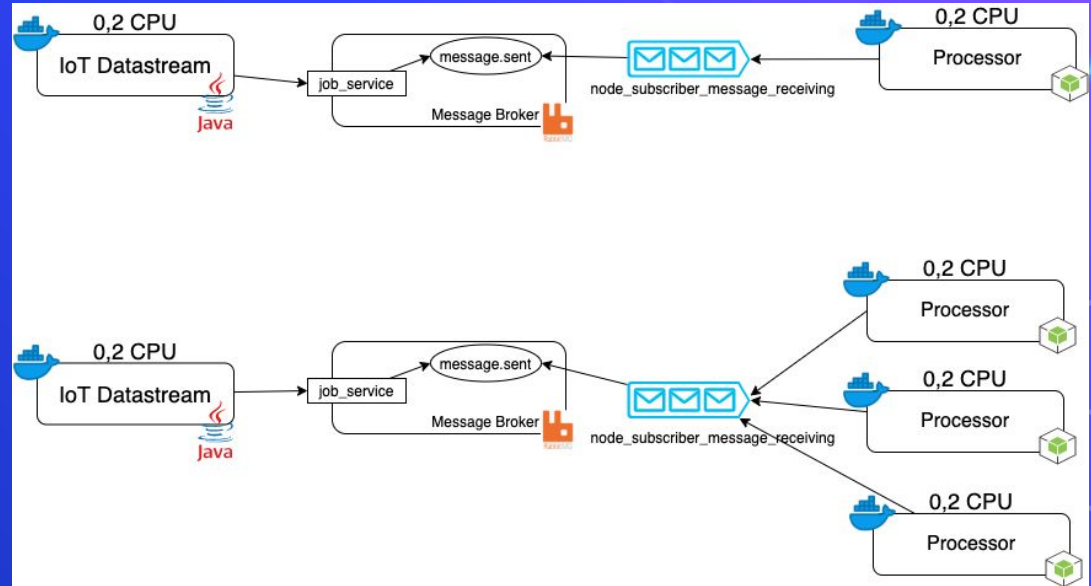 0,2 CPU
IoT Datastream
Java
job_service
message.sent
Message Broker
node_subscriber_message_receiving
0,2 CPU
Processor
0,2 CPU
IoT Datastream
Java
job_service
message.sent
Message Broker
node_subscriber_message_receiving
0,2 CPU
Processor
0,2 CPU
Processor
0,2 CPU
Processor